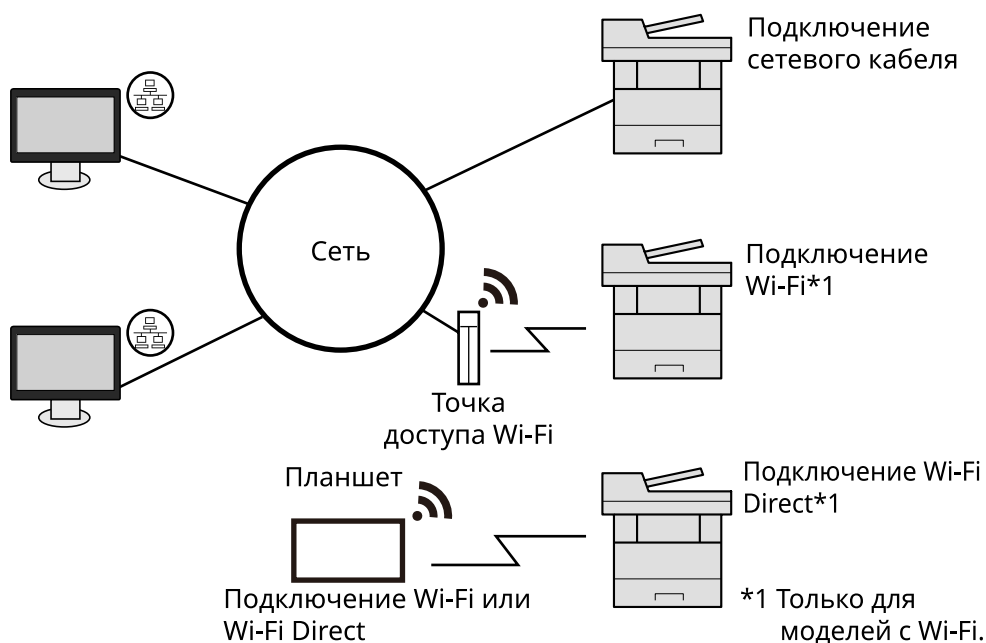 Подключение
сетевого кабеля
Сеть
Подключение
Wi-Fi*1
Точка
доступа Wi-Fi
Планшет
Подключение Wi-Fi
Direct*1
Подключение Wi-Fi или
Wi-Fi Direct
*1 Только для
моделей с Wi-Fi.